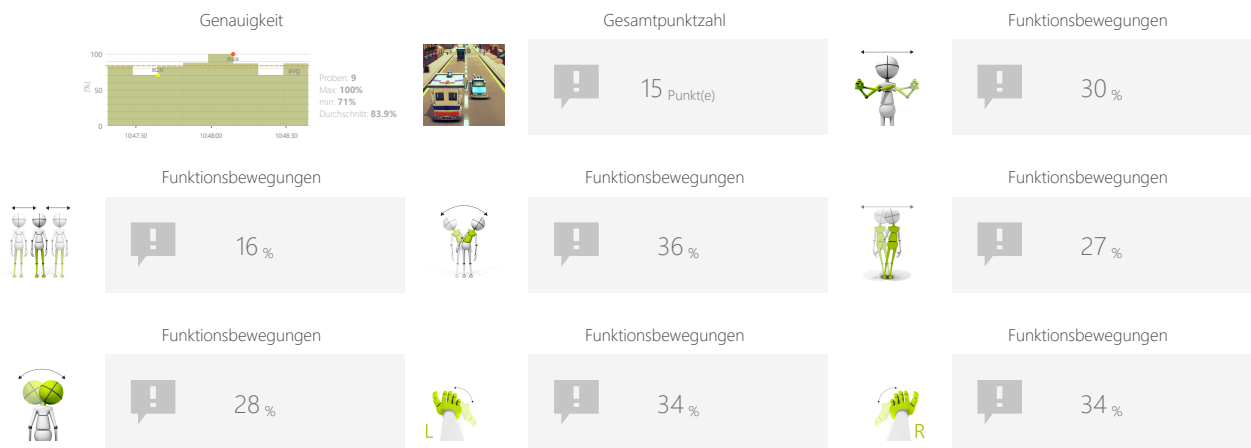 Genauigkeit
100
50
0
[%]
min
max
avg
10:47:30
10:48:00
10:48:30
Proben: 9
Max: 100%
min: 71%
Durchschnitt: 83.9%
Gesamtpunktzahl
15 Punkt(e)
Funktionsbewegungen
30 %
Funktionsbewegungen
16 %
Funktionsbewegungen
36 %
Funktionsbewegungen
27 %
Funktionsbewegungen
28 %
Funktionsbewegungen
L
34 %
Funktionsbewegungen
R
34 %